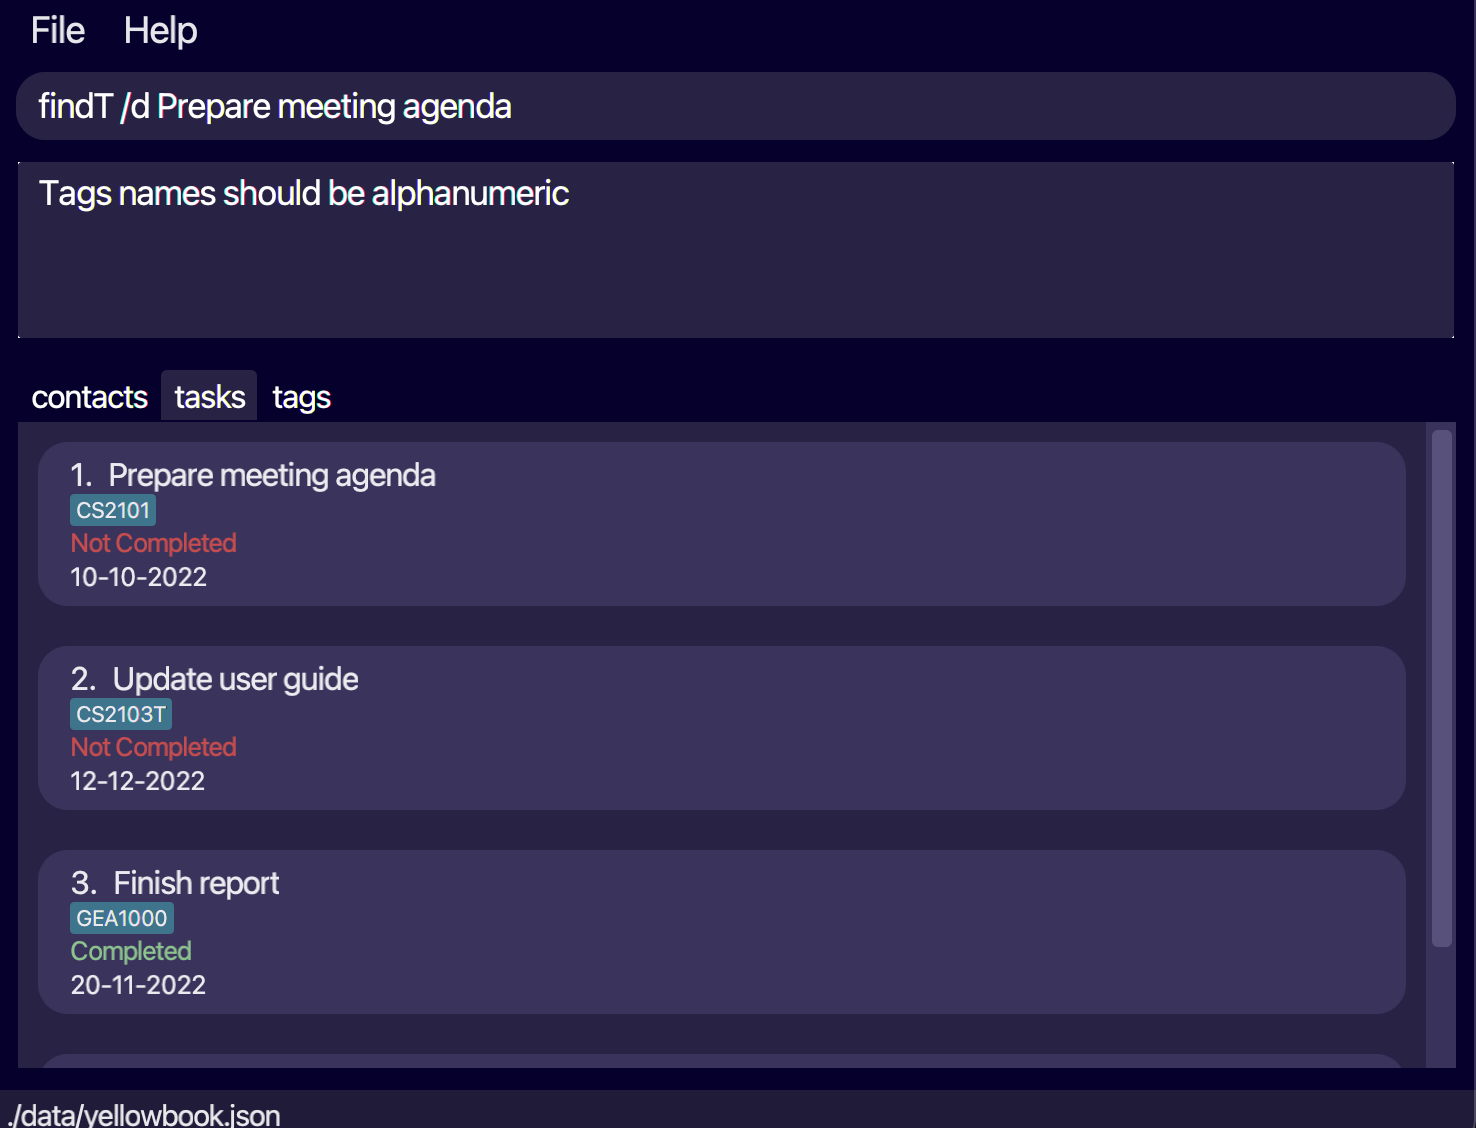 File Help
findT /d Prepare meeting agenda
Tags names should be alphanumeric
contacts tasks tags
1. Prepare meeting agenda
CS2101
Not Completed
10-10-2022
2. Update user guide
CS2103T
Not Completed
12-12-2022
3. Finish report
GEA1000
Completed
20-11-2022
./data/yellowbook.json